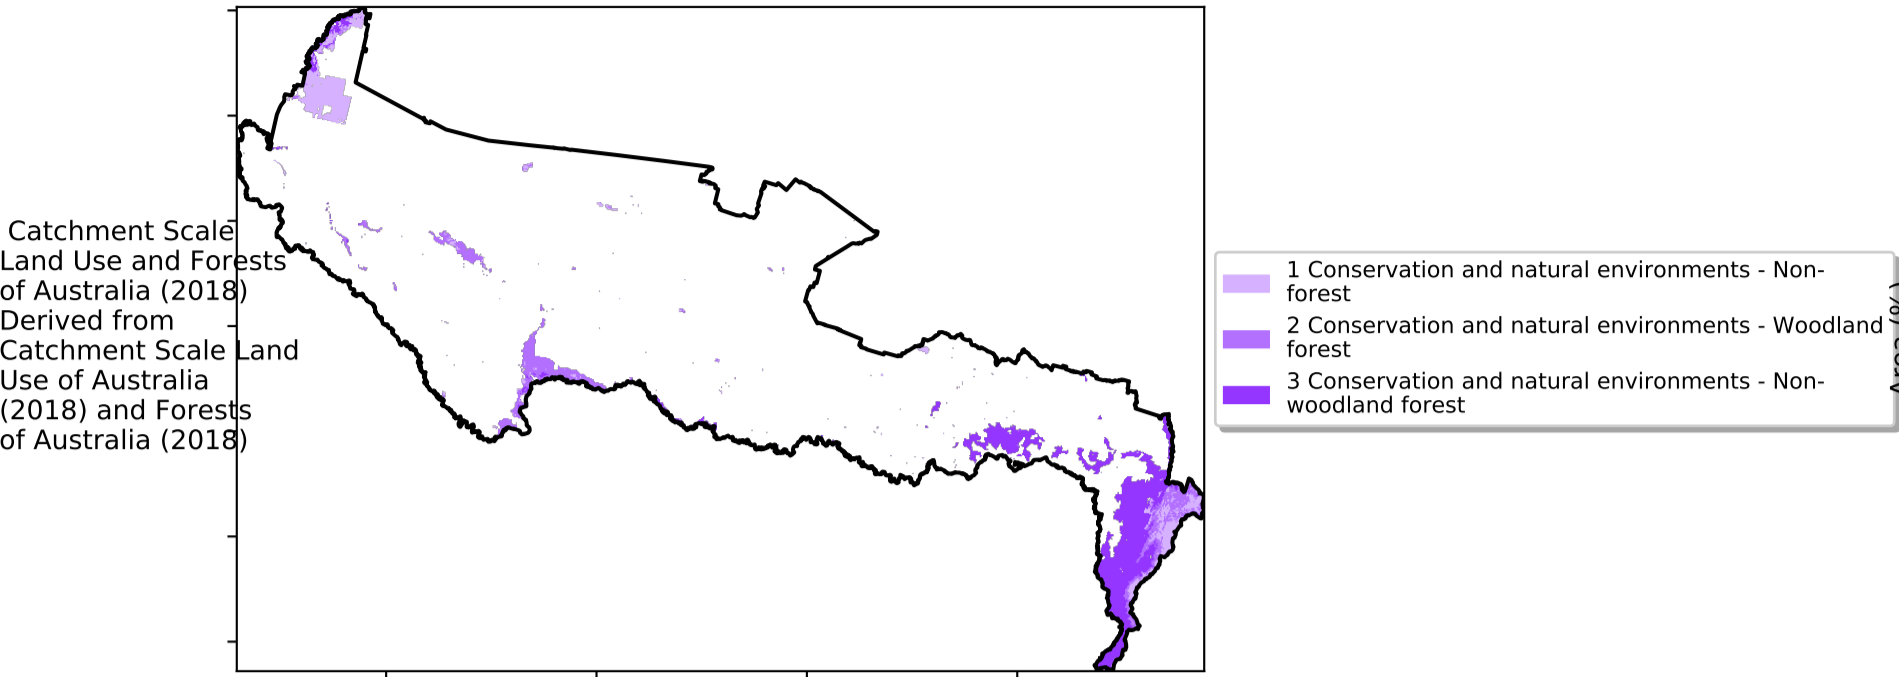 Catchment Scale
Land Use and Forests
of Australia (2018)
Derived from
Catchment Scale Land
Use of Australia
(2018) and Forests
of Australia (2018)
1 Conservation and natural environments - Non-
forest
2 Conservation and natural environments - Woodland
forest
3 Conservation and natural environments - Non-
woodland forest